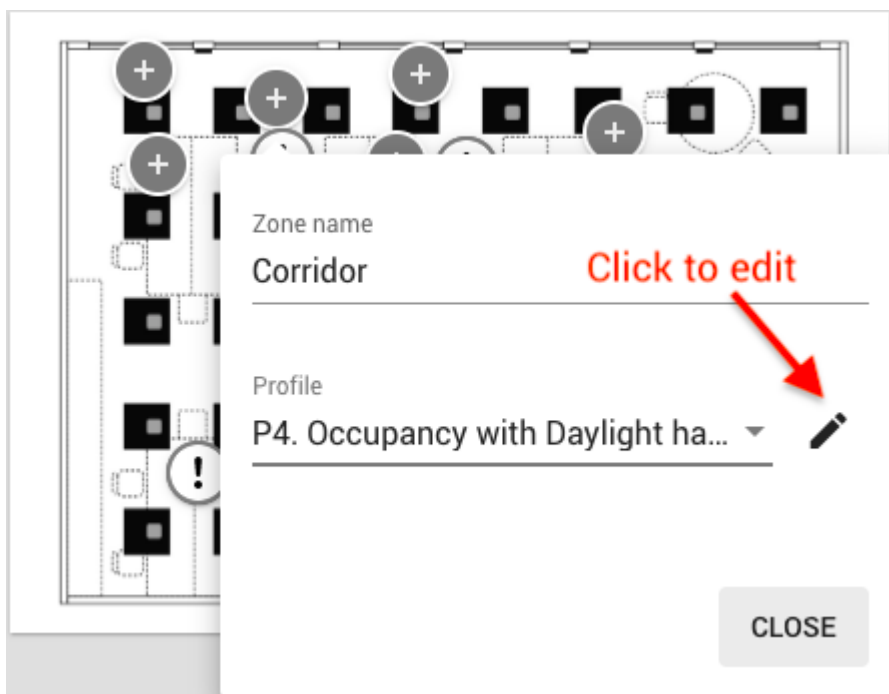 Zone name
Corridor
Click to edit
Profile
P4. Occupancy with Daylight ha...
!
CLOSE